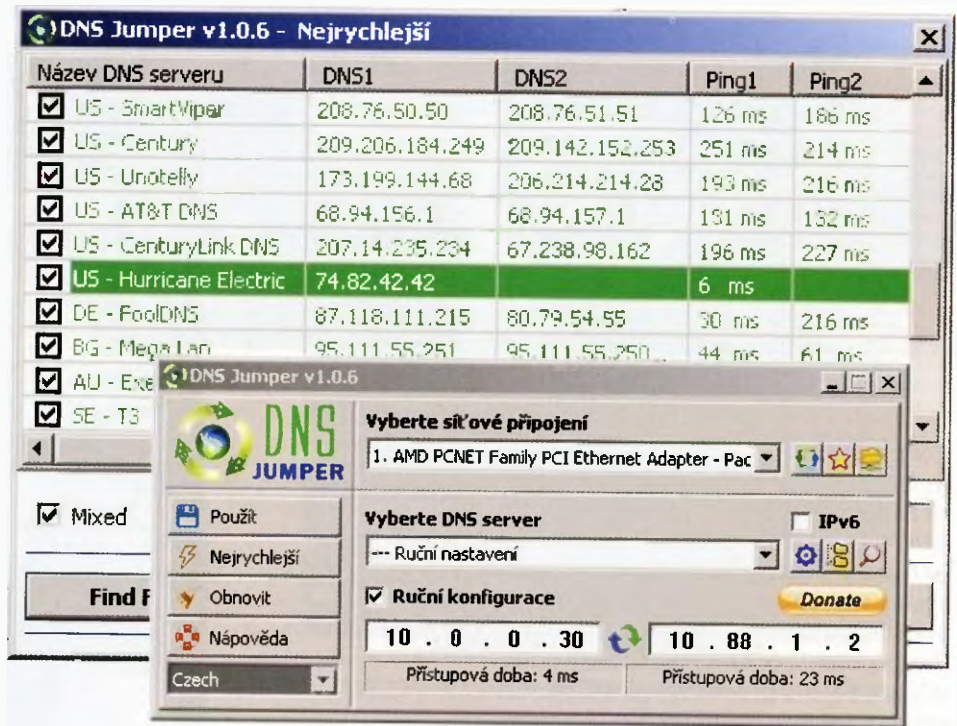 DNS Jumper v1.0.6 - Nejrychlejší
Název DNS serveru DNS1 DNS2 Ping1 Ping2
US - SmartViper 208.76.50.50 208.76.51.51 126 ms 186 ms
US - Century 209.206.184.249 209.142.152.253 251 ms 214 ms
US - Unotelly 173.199.144.68 206.214.214.28 193 ms 216 ms
US - AT&T DNS 68.94.156.1 68.94.157.1 131 ms 132 ms
US - CenturyLink DNS 207.14.235.234 67.238.98.162 196 ms 227 ms
US - Hurricane Electric 74.82.42.42 6 ms
DE - FoolDNS 87.118.111.215 80.79.54.55 30 ms 216 ms
BG - Mega Lan 95.111.55.251 95.111.55.250 44 ms 61 ms
AU - Exe
SE - T3
Mixed
Find F
DNS Jumper v1.0.6
DNS
JUMPER
Vyberte síťové připojení
1. AMD PCNET Family PCI Ethernet Adapter - Pac
Použít
Nejrychlejší
Obnovit
Nápověda
Czech
Vyberte DNS server
IPv6
--- Ruční nastavení
Ruční konfigurace
Donate
10 . 0 . 0 . 30
10 . 88 . 1 . 2
Přístupová doba: 4 ms
Přístupová doba: 23 ms